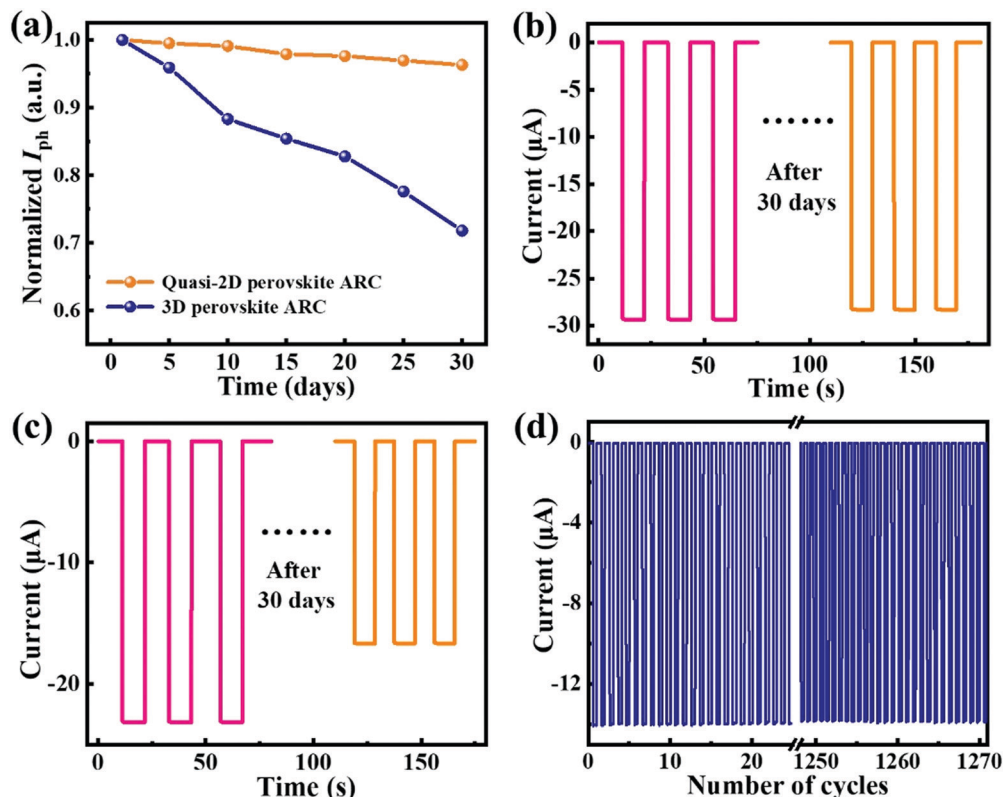 (a)
Normalized Iph (a.u.)
1.0
0.9
0.8
0.7
0.6
Quasi-2D perovskite ARC
3D perovskite ARC
0 5 10 15 20 25 30
Time (days)
(b)
Current (μA)
0
-5
-10
-15
-20
-25
-30
After
30 days
0 50 100 150
Time (s)
(c)
Current (μA)
0
-10
-20
After
30 days
0 50 100 150
Time (s)
(d)
Current (μA)
0
-4
-8
-12
0 10 20 1250 1260 1270
Number of cycles